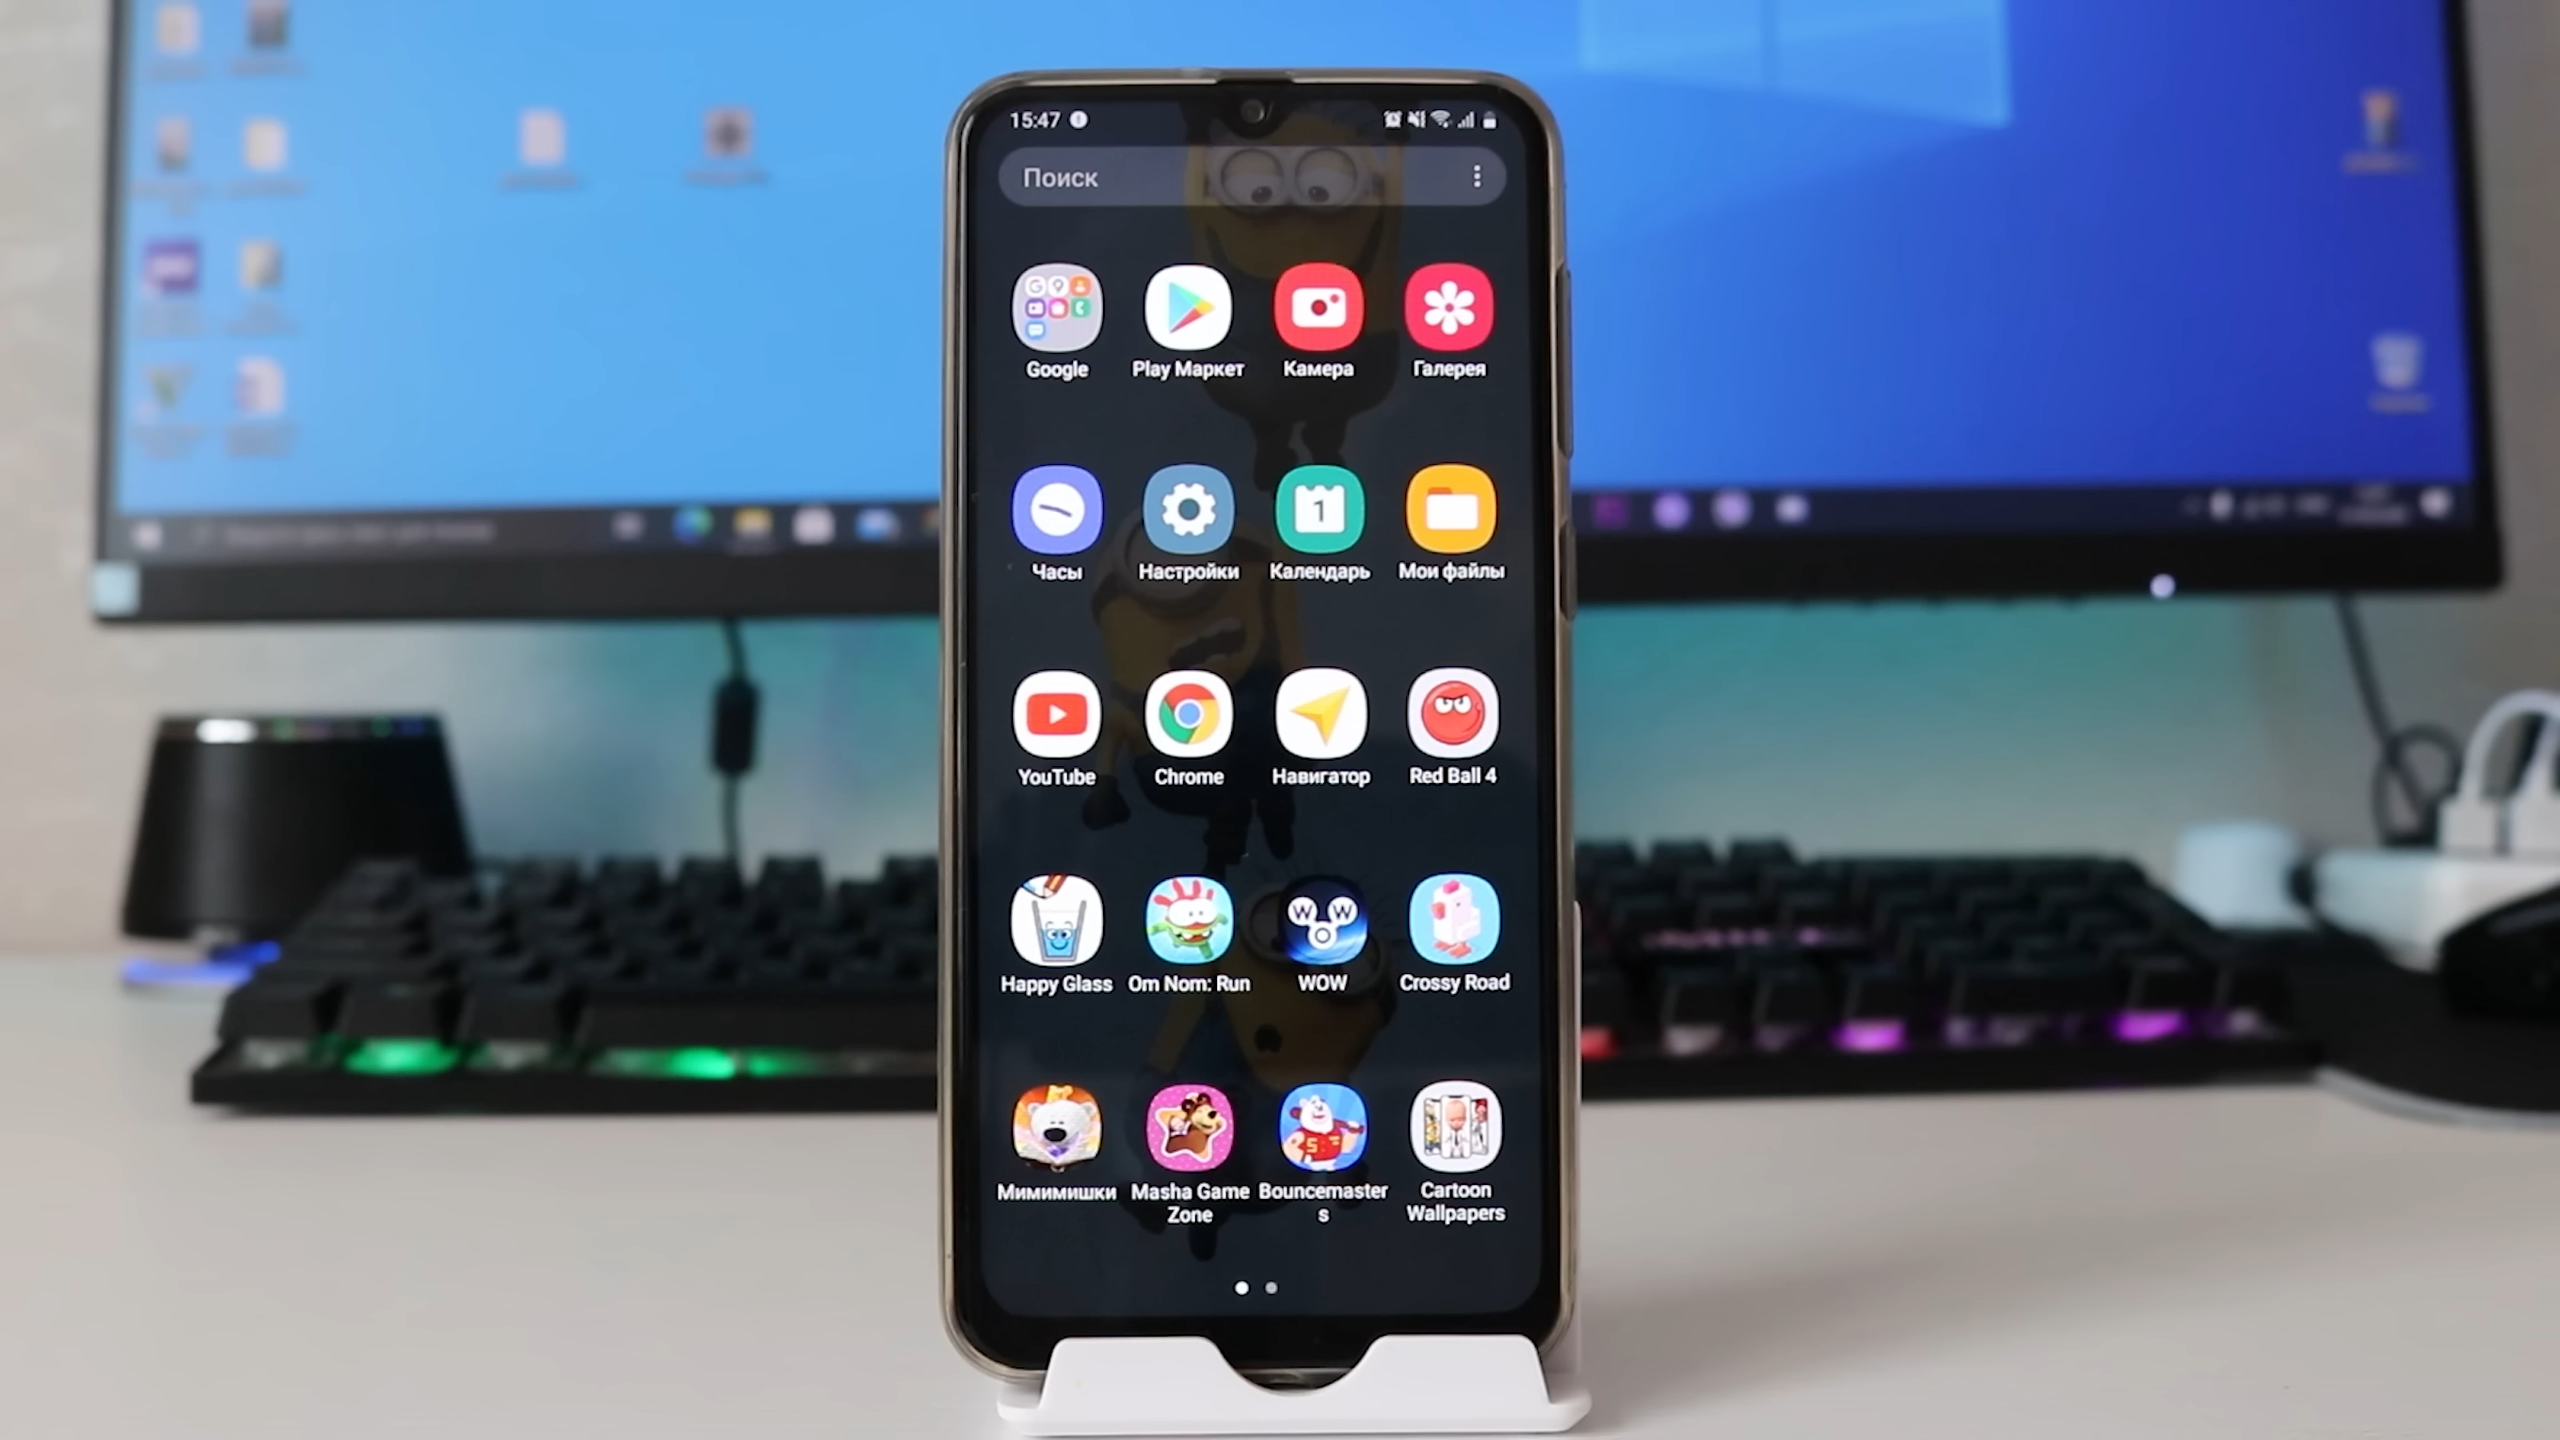 15:47
Поиск
Google Play Маркет Камера Галерея
1
Часы Настройки Календарь Мои файлы
YouTube Chrome Навигатор Red Ball 4
W W
O
Happy Glass Om Nom: Run WOW Crossy Road
Мимимишки Masha Game Bouncemaster Cartoon
Zone s Wallpapers